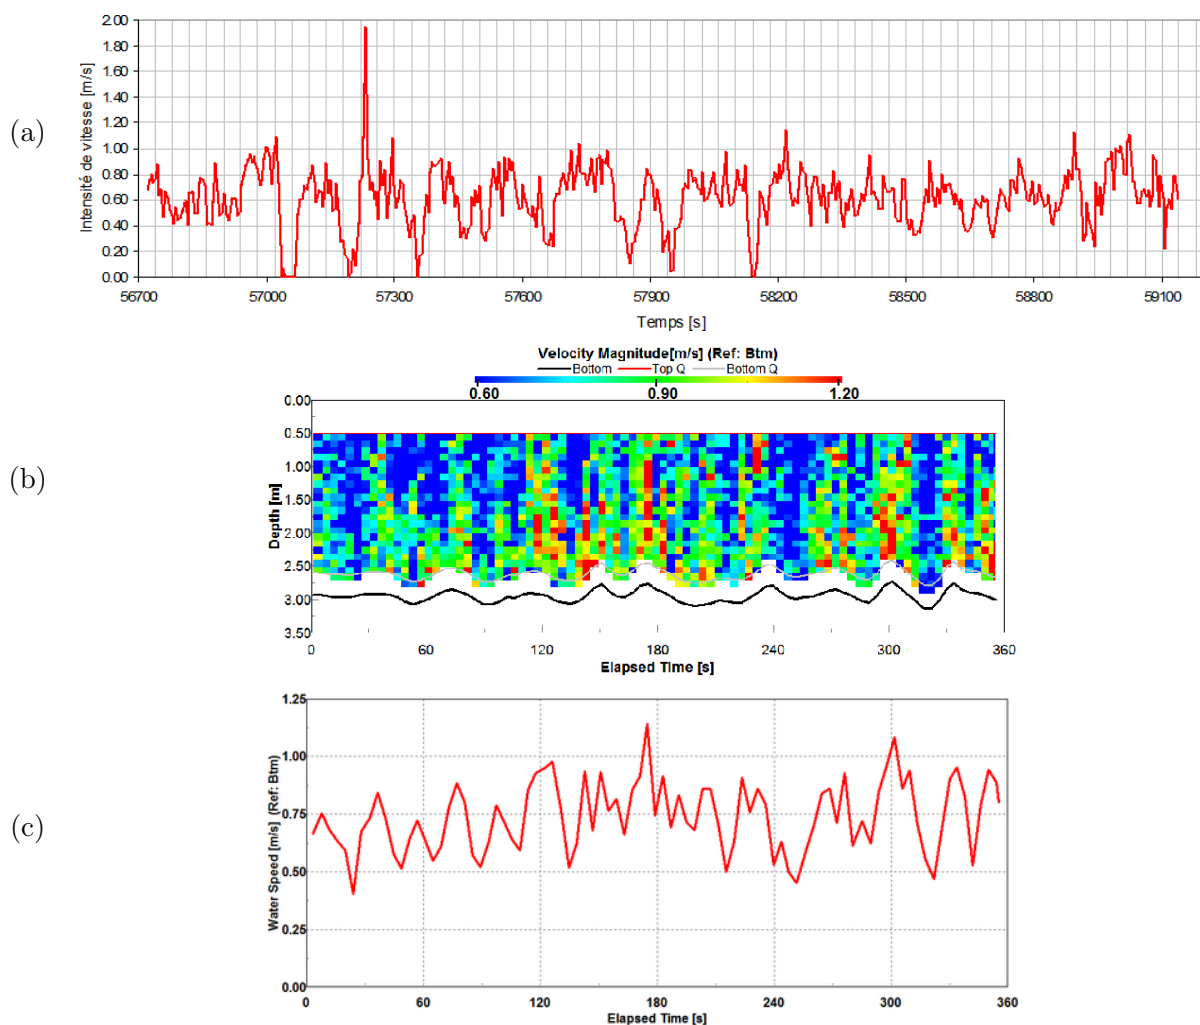 (a)
Intensité de vitesse [m/s]
2.00
1.80
1.60
1.40
1.20
1.00
0.80
0.60
0.40
0.20
0.00
56700 57000 57300 57600 57900 58200 58500 58800 59100
Temps [s]
(b)
Velocity Magnitude[m/s] (Ref: Btm)
Bottom Top Q Bottom Q
0.60 0.90 1.20
Depth [m]
0.00
0.50
1.00
1.50
2.00
2.50
3.00
3.50
0 60 120 180 240 300 360
Elapsed Time [s]
(c)
Water Speed [m/s] (Ref: Btm)
1.25
1.00
0.75
0.50
0.25
0.00
0 60 120 180 240 300 360
Elapsed Time [s]